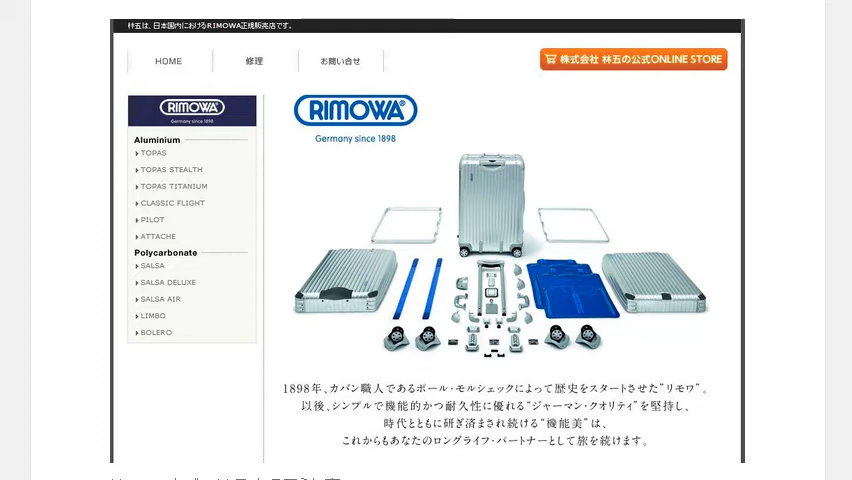 林五は、日本国内におけるRIMOWA正規販売店です。
HOME
修理
お問い合せ
株式会社 林五の公式ONLINE STORE
RIMOWA
Germany since 1898
Aluminium
TOPAS
TOPAS STEALTH
TOPAS TITANIUM
CLASSIC FLIGHT
PILOT
ATTACHE
Polycarbonate
SALSA
SALSA DELUXE
SALSA AIR
LIMBO
BOLERO
RIMOWA®
Germany since 1898
1898年、カバン職人であるポール・モルシェックによって歴史をスタートさせた“リモワ”。
以後、シンプルで機能的かつ耐久性に優れる“ジャーマン・クオリティ”を堅持し、
時代とともに研ぎ済まされ続ける“機能美”は、
これからもあなたのロングライフ・パートナーとして旅を続けます。